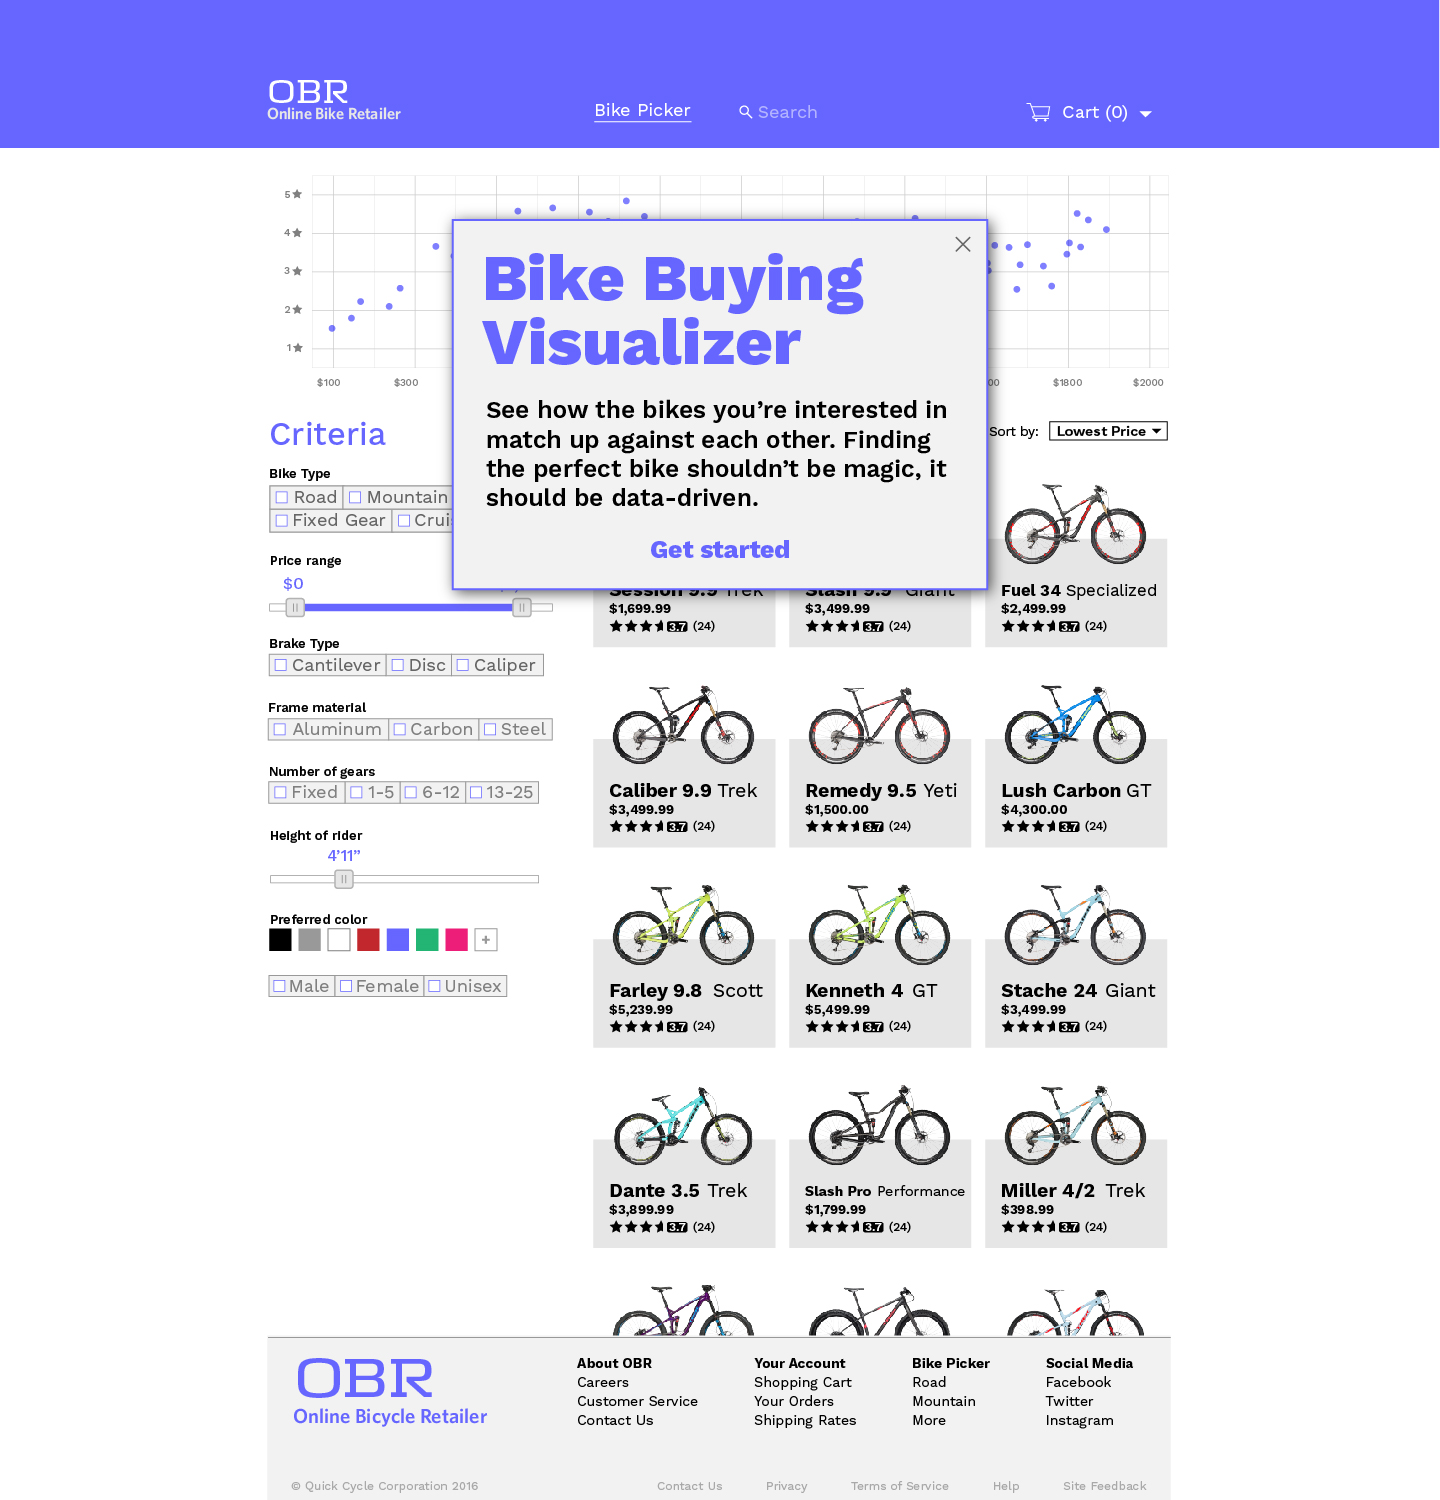 OBR
Online Bike Retailer
Bike Picker
Search
Cart (0)
5
4
3
2
1
$100
$300
00
$1800
$2000
Bike Buying
Visualizer
See how the bikes you’re interested in
match up against each other. Finding
the perfect bike shouldn’t be magic, it
should be data-driven.
Get started
Criteria
Sort by:
Lowest Price
Bike Type
Road
Mountain
Fixed Gear
Cruis
Price range
$0
Brake Type
Cantilever
Disc
Caliper
Frame material
Aluminum
Carbon
Steel
Number of gears
Fixed
1-5
6-12
13-25
Height of rider
4’11”
Preferred color
+
Male
Female
Unisex
Session 9.9 Trek
$1,699.99
3.7 (24)
Slash 9.9 Giant
$3,499.99
3.7 (24)
Fuel 34 Specialized
$2,499.99
3.7 (24)
Caliber 9.9 Trek
$3,499.99
3.7 (24)
Remedy 9.5 Yeti
$1,500.00
3.7 (24)
Lush Carbon GT
$4,300.00
3.7 (24)
Farley 9.8 Scott
$5,239.99
3.7 (24)
Kenneth 4 GT
$5,499.99
3.7 (24)
Stache 24 Giant
$3,499.99
3.7 (24)
Dante 3.5 Trek
$3,899.99
3.7 (24)
Slash Pro Performance
$1,799.99
3.7 (24)
Miller 4/2 Trek
$398.99
3.7 (24)
OBR
Online Bicycle Retailer
About OBR
Careers
Customer Service
Contact Us
Your Account
Shopping Cart
Your Orders
Shipping Rates
Bike Picker
Road
Mountain
More
Social Media
Facebook
Twitter
Instagram
© Quick Cycle Corporation 2016
Contact Us
Privacy
Terms of Service
Help
Site Feedback